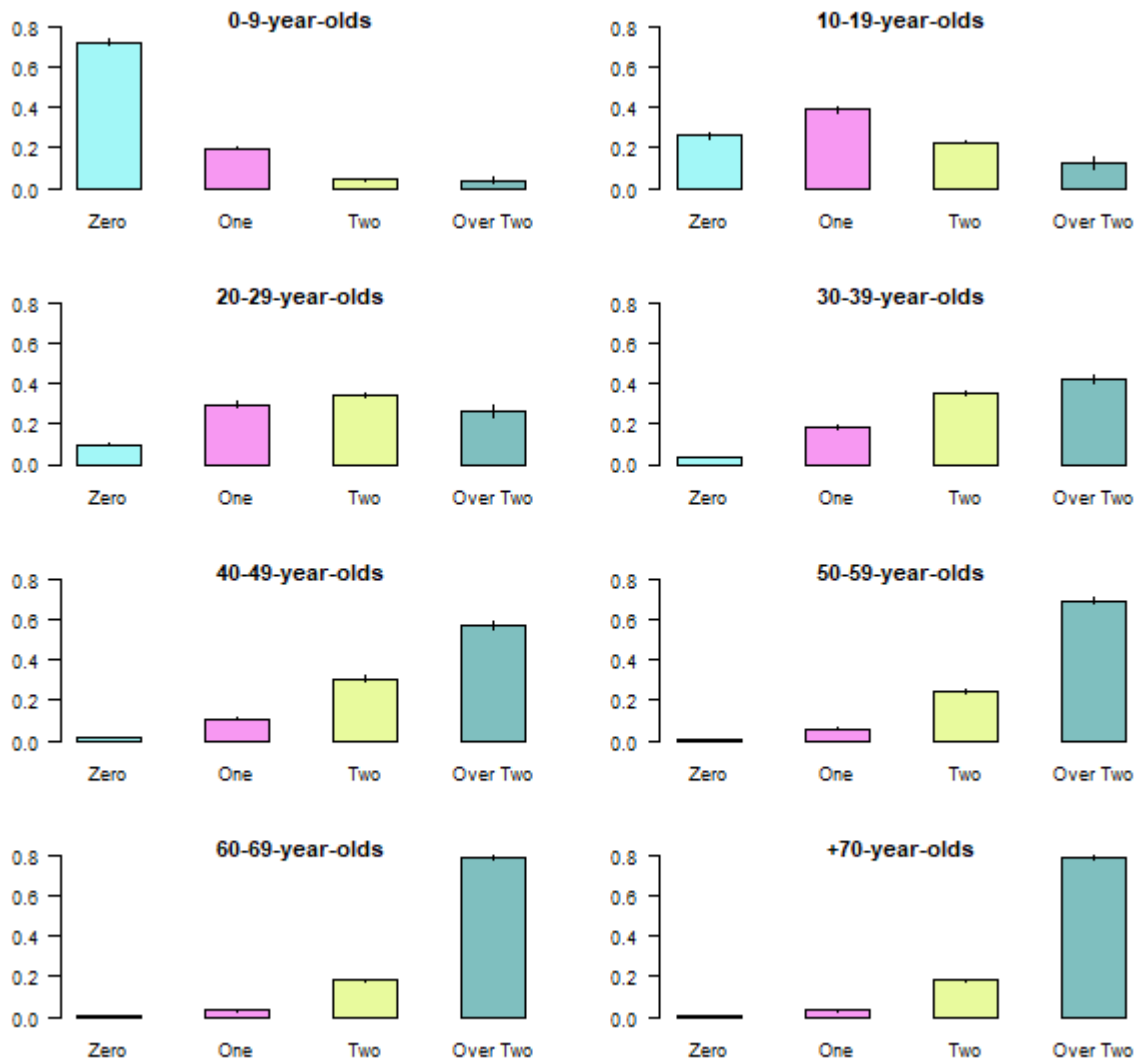 0-9-year-olds
0.8
0.6
0.4
0.2
0.0
Zero One Two Over Two
10-19-year-olds
0.8
0.6
0.4
0.2
0.0
Zero One Two Over Two
20-29-year-olds
0.8
0.6
0.4
0.2
0.0
Zero One Two Over Two
30-39-year-olds
0.8
0.6
0.4
0.2
0.0
Zero One Two Over Two
40-49-year-olds
0.8
0.6
0.4
0.2
0.0
Zero One Two Over Two
50-59-year-olds
0.8
0.6
0.4
0.2
0.0
Zero One Two Over Two
60-69-year-olds
0.8
0.6
0.4
0.2
0.0
Zero One Two Over Two
+70-year-olds
0.8
0.6
0.4
0.2
0.0
Zero One Two Over Two